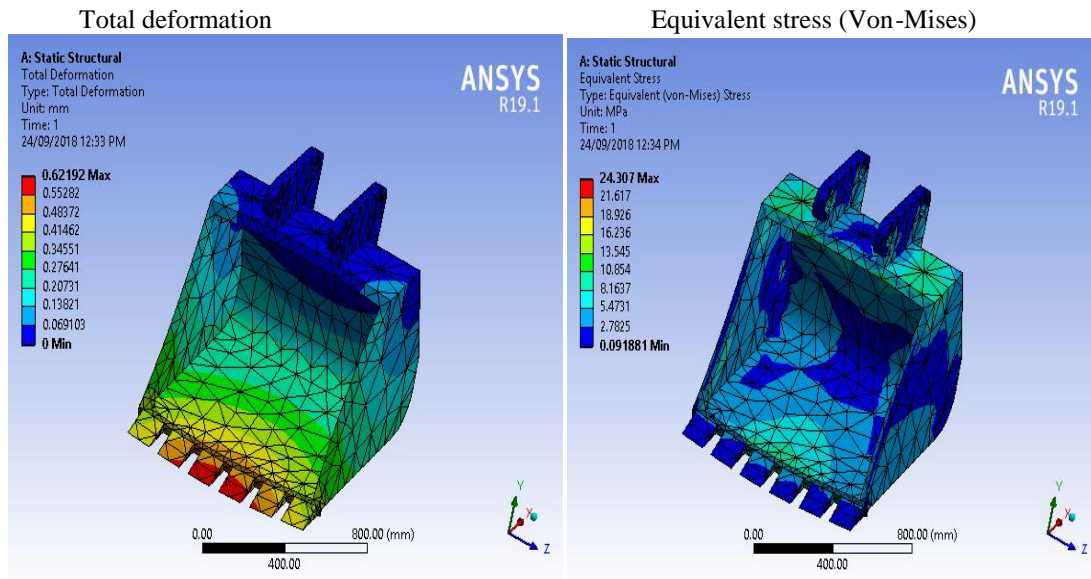 Total deformation
Equivalent stress (Von-Mises)
A: Static Structural
Total Deformation
Type: Total Deformation
Unit: mm
Time: 1
24/09/2018 12:33 PM
ANSYS
R19.1
0.62192 Max
0.55282
0.48372
0.41462
0.34551
0.27641
0.20731
0.13821
0.069103
0 Min
0.00
800.00 (mm)
400.00
Y
X
Z
A: Static Structural
Equivalent Stress
Type: Equivalent (von-Mises) Stress
Unit: MPa
Time: 1
24/09/2018 12:34 PM
ANSYS
R19.1
24.307 Max
21.617
18.926
16.236
13.545
10.854
8.1637
5.4731
2.7825
0.091881 Min
0.00
800.00 (mm)
400.00
Y
X
Z